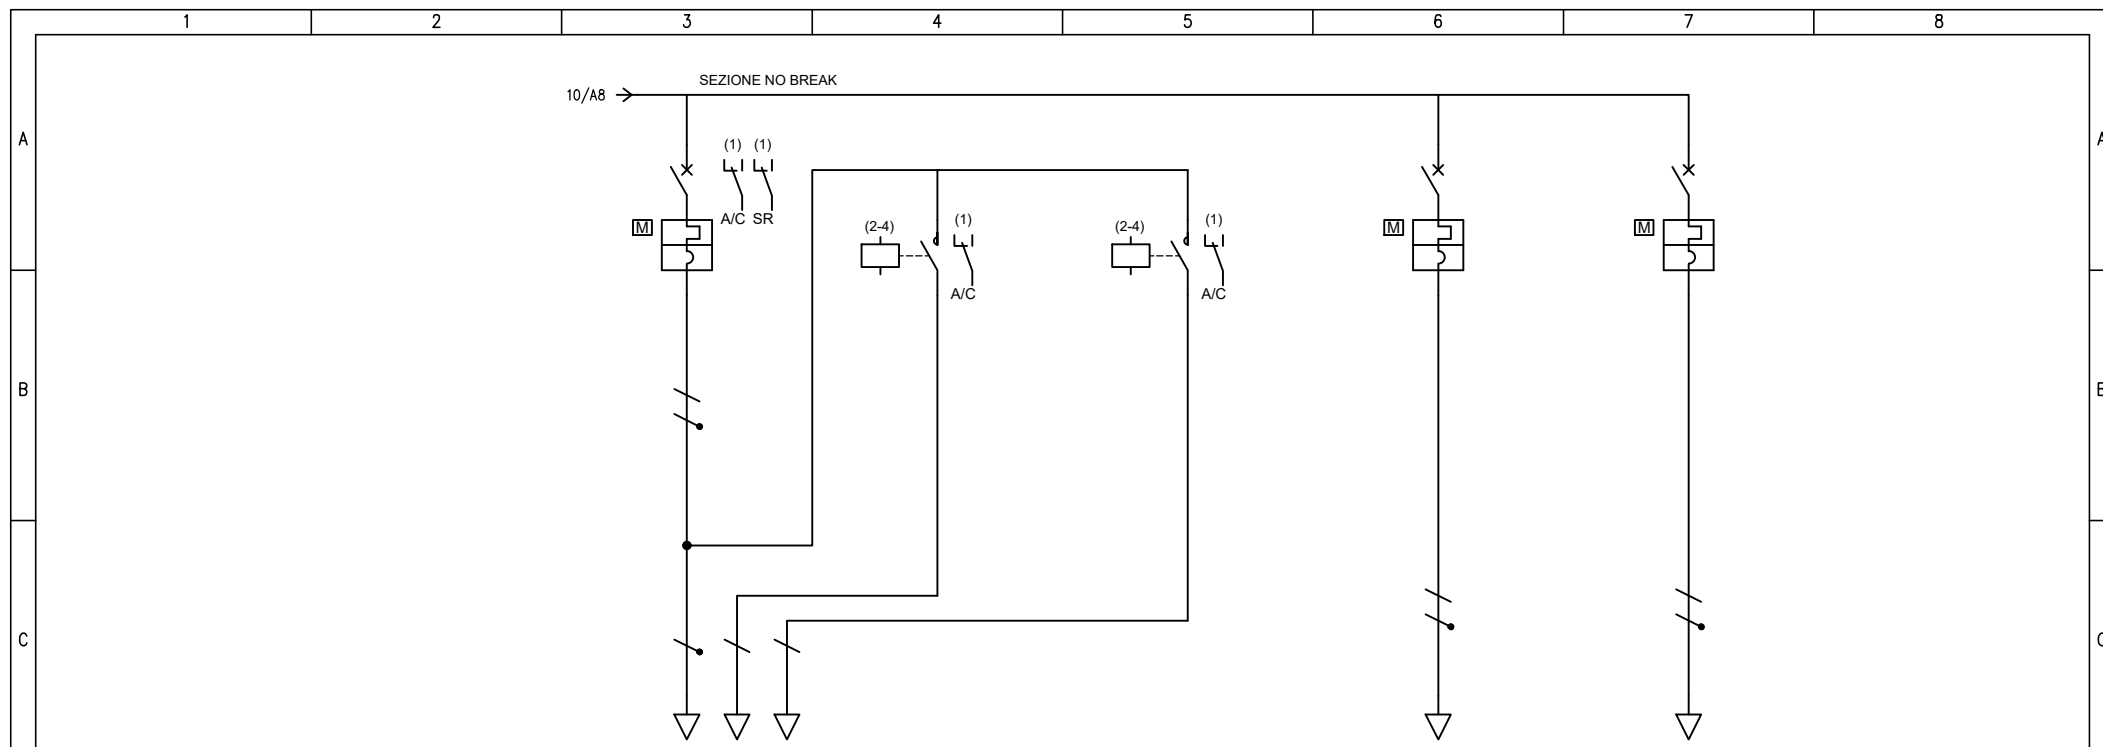 1 2 3 4 5 6 7 8
SEZIONE NO BREAK
10/A8
A A
(1) (1)
A/C SR
(2-4) (1) (2-4) (1)
M M M
A/C A/C
B
C